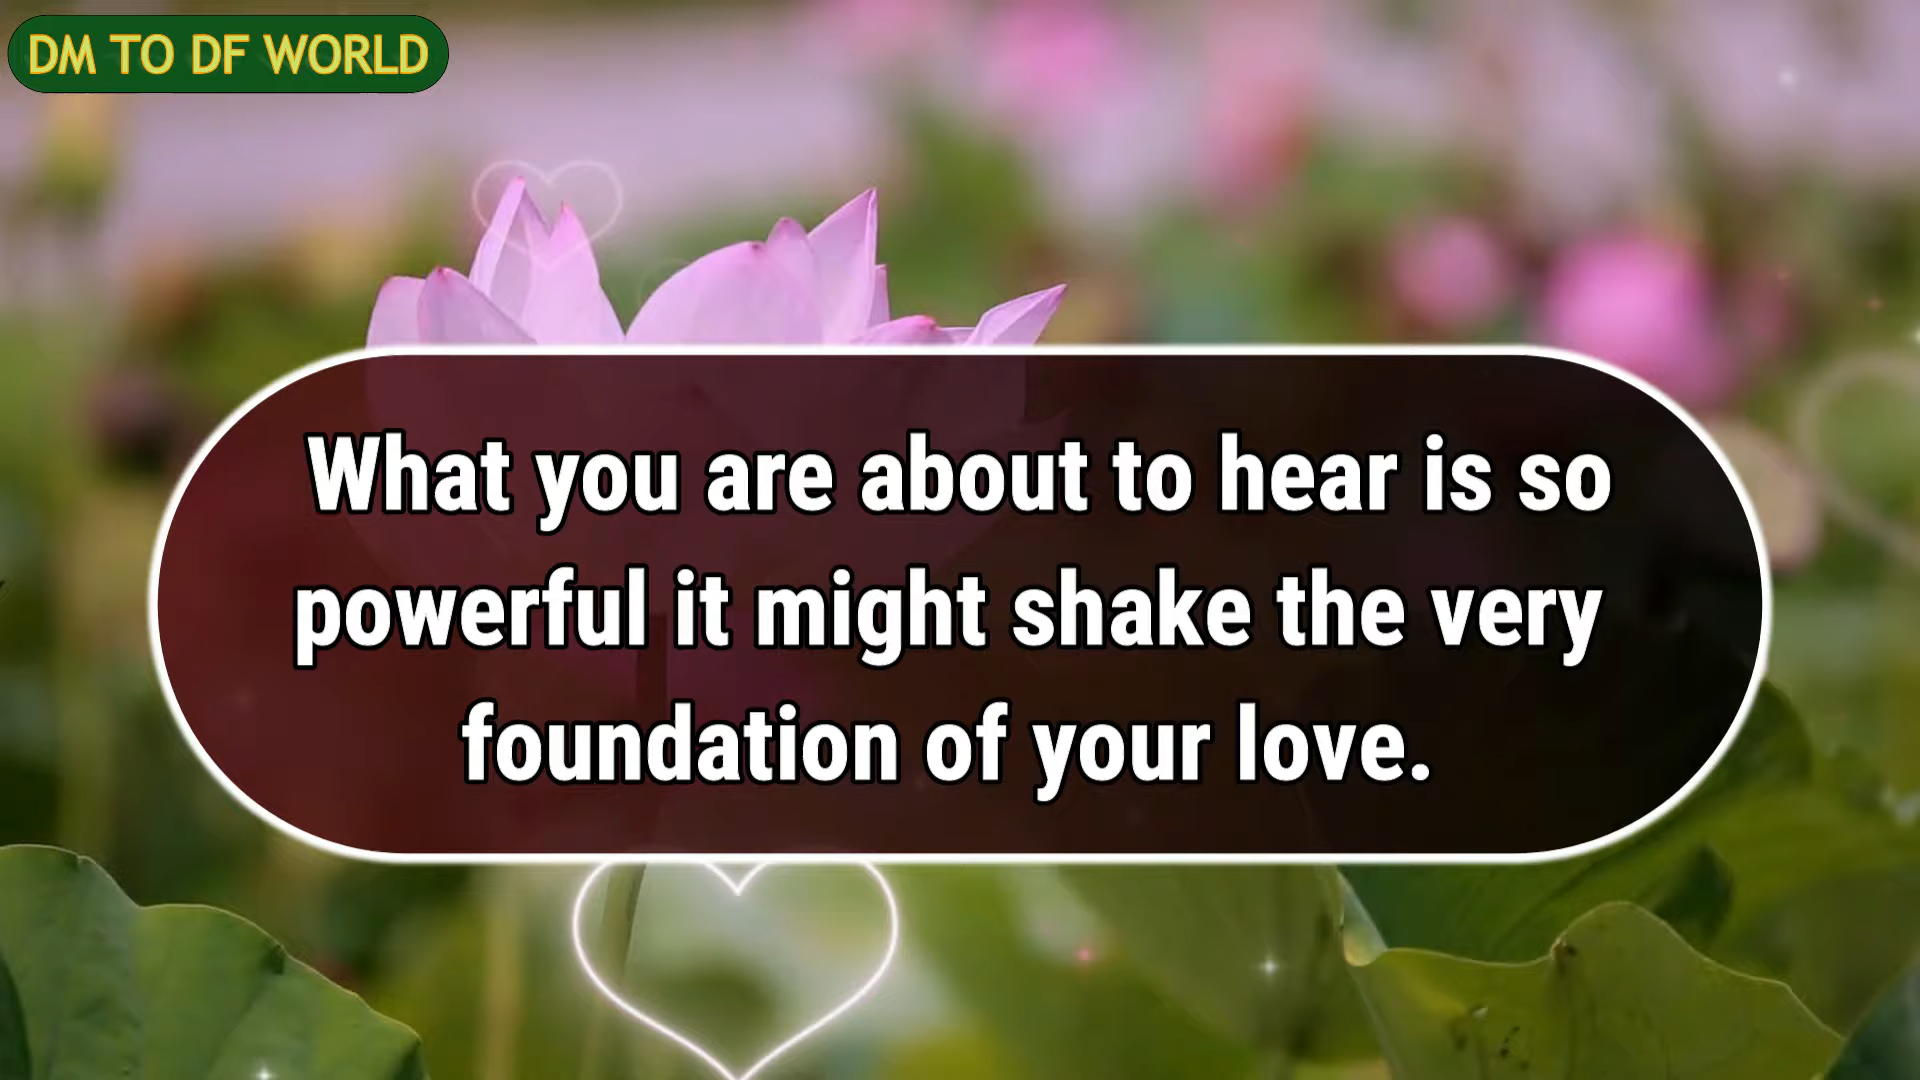 DM TO DF WORLD
What you are about to hear is so
powerful it might shake the very
foundation of your love.